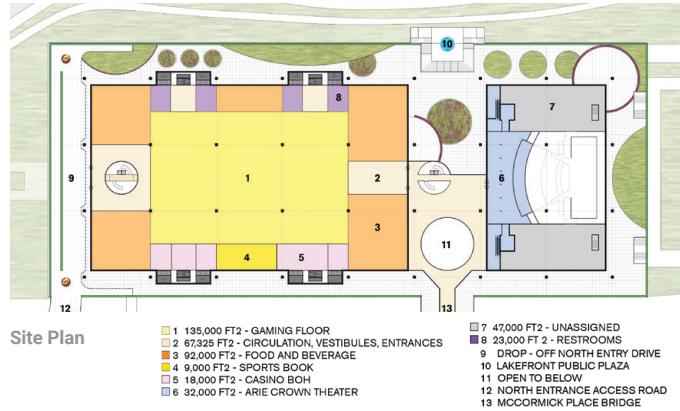 10
8
7
9
1
2
6
3
11
4
5
12
13
Site Plan
1 135,000 FT2 - GAMING FLOOR
2 67,325 FT2 - CIRCULATION, VESTIBULES, ENTRANCES
3 92,000 FT2 - FOOD AND BEVERAGE
4 9,000 FT2 - SPORTS BOOK
5 18,000 FT2 - CASINO BOH
6 32,000 FT2 - ARIE CROWN THEATER
7 47,000 FT2 - UNASSIGNED
8 23,000 FT2 - RESTROOMS
9 DROP - OFF NORTH ENTRY DRIVE
10 LAKEFRONT PUBLIC PLAZA
11 OPEN TO BELOW
12 NORTH ENTRANCE ACCESS ROAD
13 MCCORMICK PLACE BRIDGE